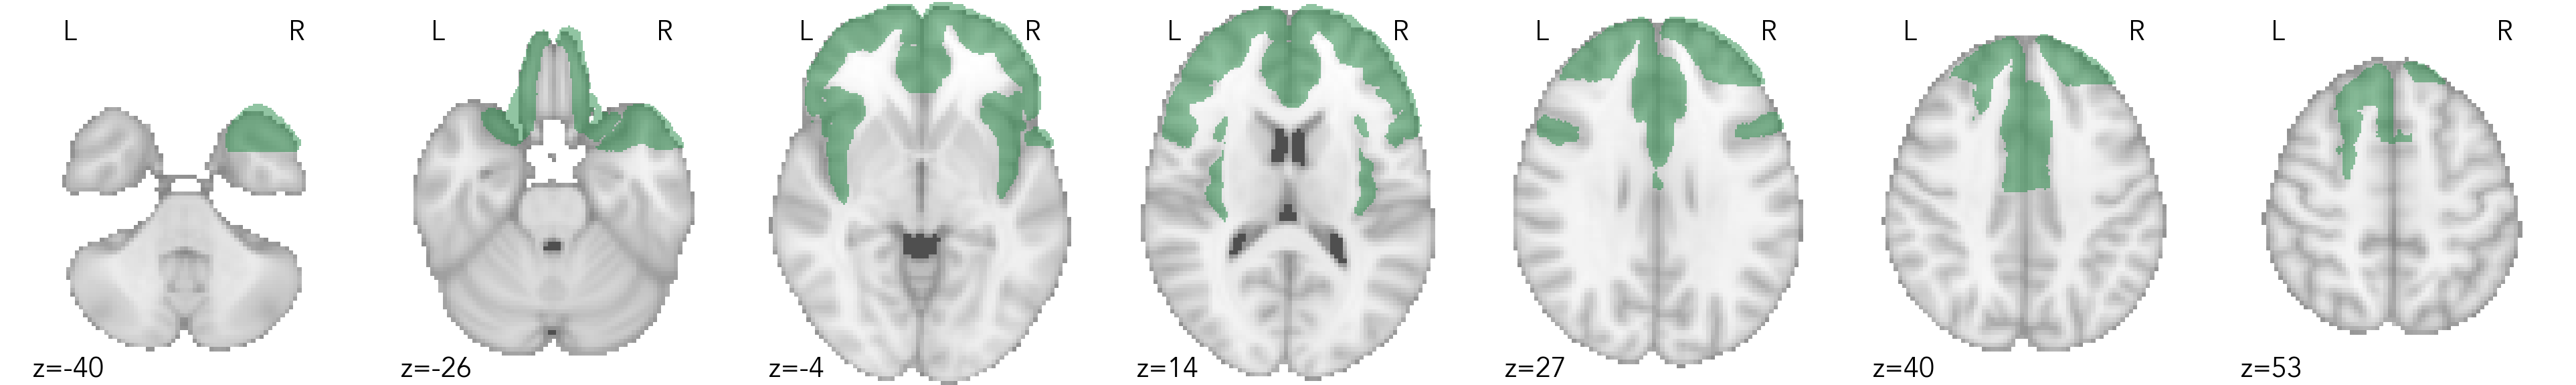 L R L R L R L R L R L R L R
z=-40 z=-26 z=-4 z=14 z=27 z=40 z=53